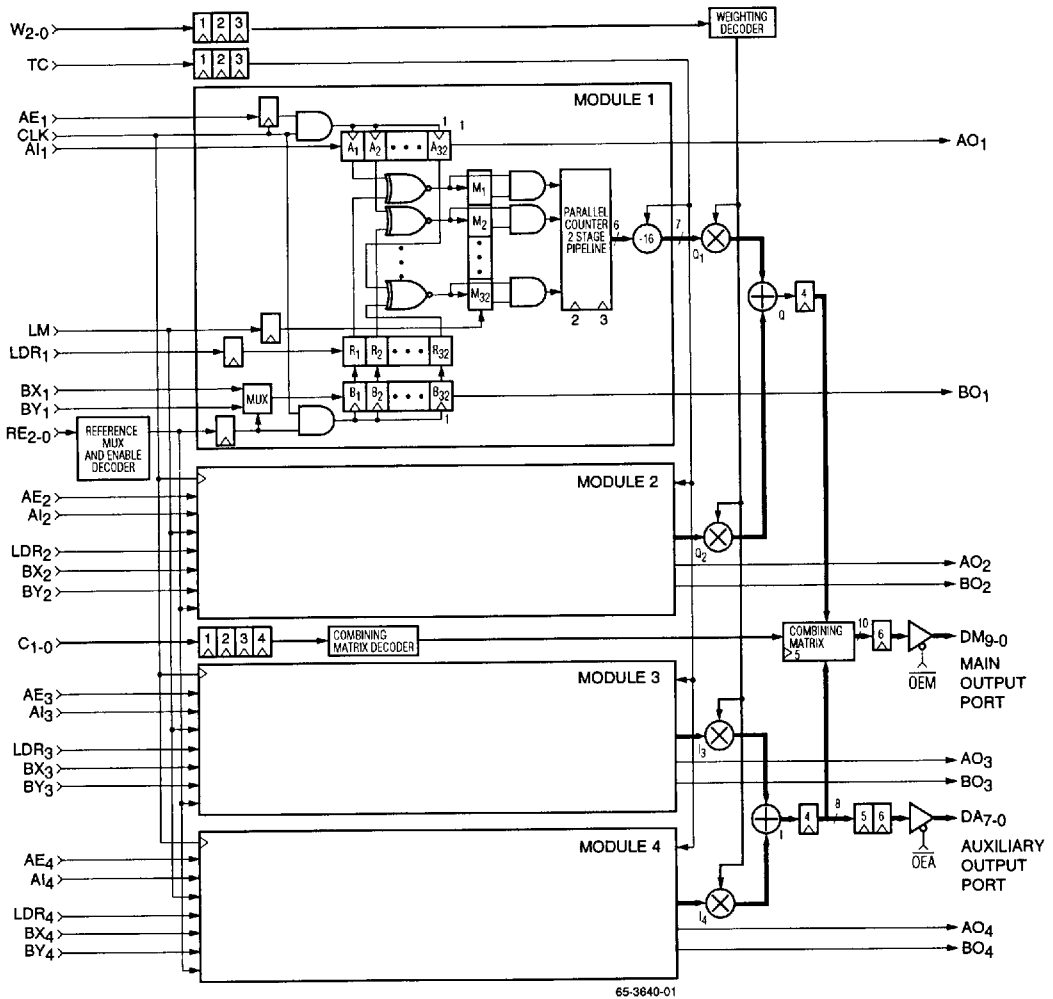 W2-0
1 2 3
WEIGHTING DECODER
TC
1 2 3
MODULE 1
AE1
CLK
AI1
1 1
A1 A2 • • • A32
AO1
M1
M2
M32
PARALLEL COUNTER 2 STAGE PIPELINE
2 3
6
-16
7
Q1
Q
4
LM
LDR1
R1 R2 • • • R32
BX1
BY1
MUX
B1 B2 • • • B32
1
BO1
RE2-0
REFERENCE MUX AND ENABLE DECODER
MODULE 2
AE2
AI2
LDR2
BX2
BY2
Q2
AO2
BO2
C1-0
1 2 3 4
COMBINING MATRIX DECODER
COMBINING MATRIX
5
10
6
DM9-0
OEM
MAIN OUTPUT PORT
MODULE 3
AE3
AI3
LDR3
BX3
BY3
I3
AO3
BO3
I
4
8
5 6
DA7-0
OEA
AUXILIARY OUTPUT PORT
MODULE 4
AE4
AI4
LDR4
BX4
BY4
I4
AO4
BO4
65-3640-01